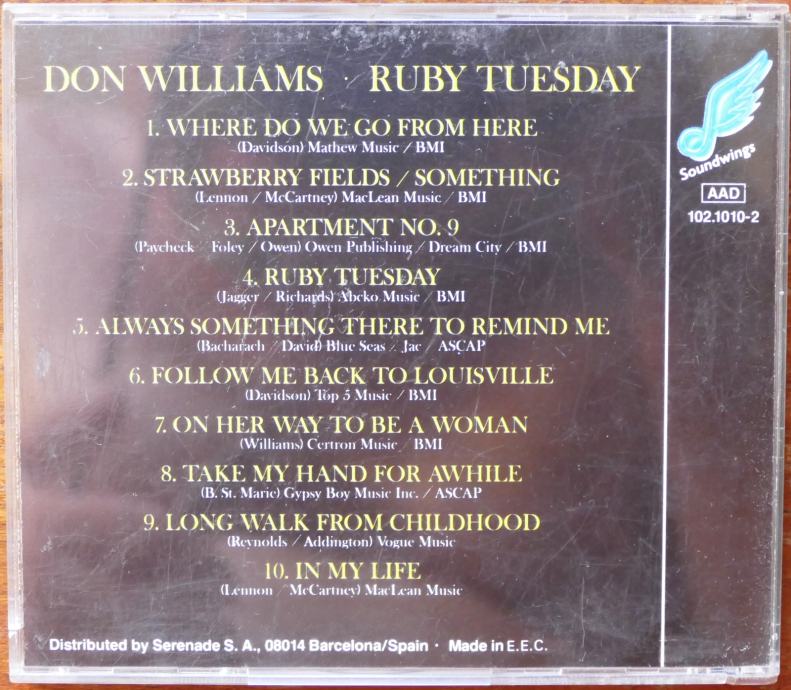 DON WILLIAMS · RUBY TUESDAY
1. WHERE DO WE GO FROM HERE
(Davidson) Mathew Music / BMI
2. STRAWBERRY FIELDS / SOMETHING
(Lennon / McCartney) MacLean Music / BMI
3. APARTMENT NO. 9
(Paycheck / Foley / Owen) Owen Publishing / Dream City / BMI
4. RUBY TUESDAY
(Jagger / Richards) Abcko Music / BMI
5. ALWAYS SOMETHING THERE TO REMIND ME
(Bacharach / David) Blue Seas / Jac / ASCAP
6. FOLLOW ME BACK TO LOUISVILLE
(Davidson) Top 5 Music / BMI
7. ON HER WAY TO BE A WOMAN
(Williams) Certron Music / BMI
8. TAKE MY HAND FOR AWHILE
(B. St. Marie) Gypsy Boy Music Inc. / ASCAP
9. LONG WALK FROM CHILDHOOD
(Reynolds / Addington) Vogue Music
10. IN MY LIFE
(Lennon / McCartney) MacLean Music
Distributed by Serenade S. A., 08014 Barcelona/Spain · Made in E.E.C.
Soundwings
AAD
102.1010-2